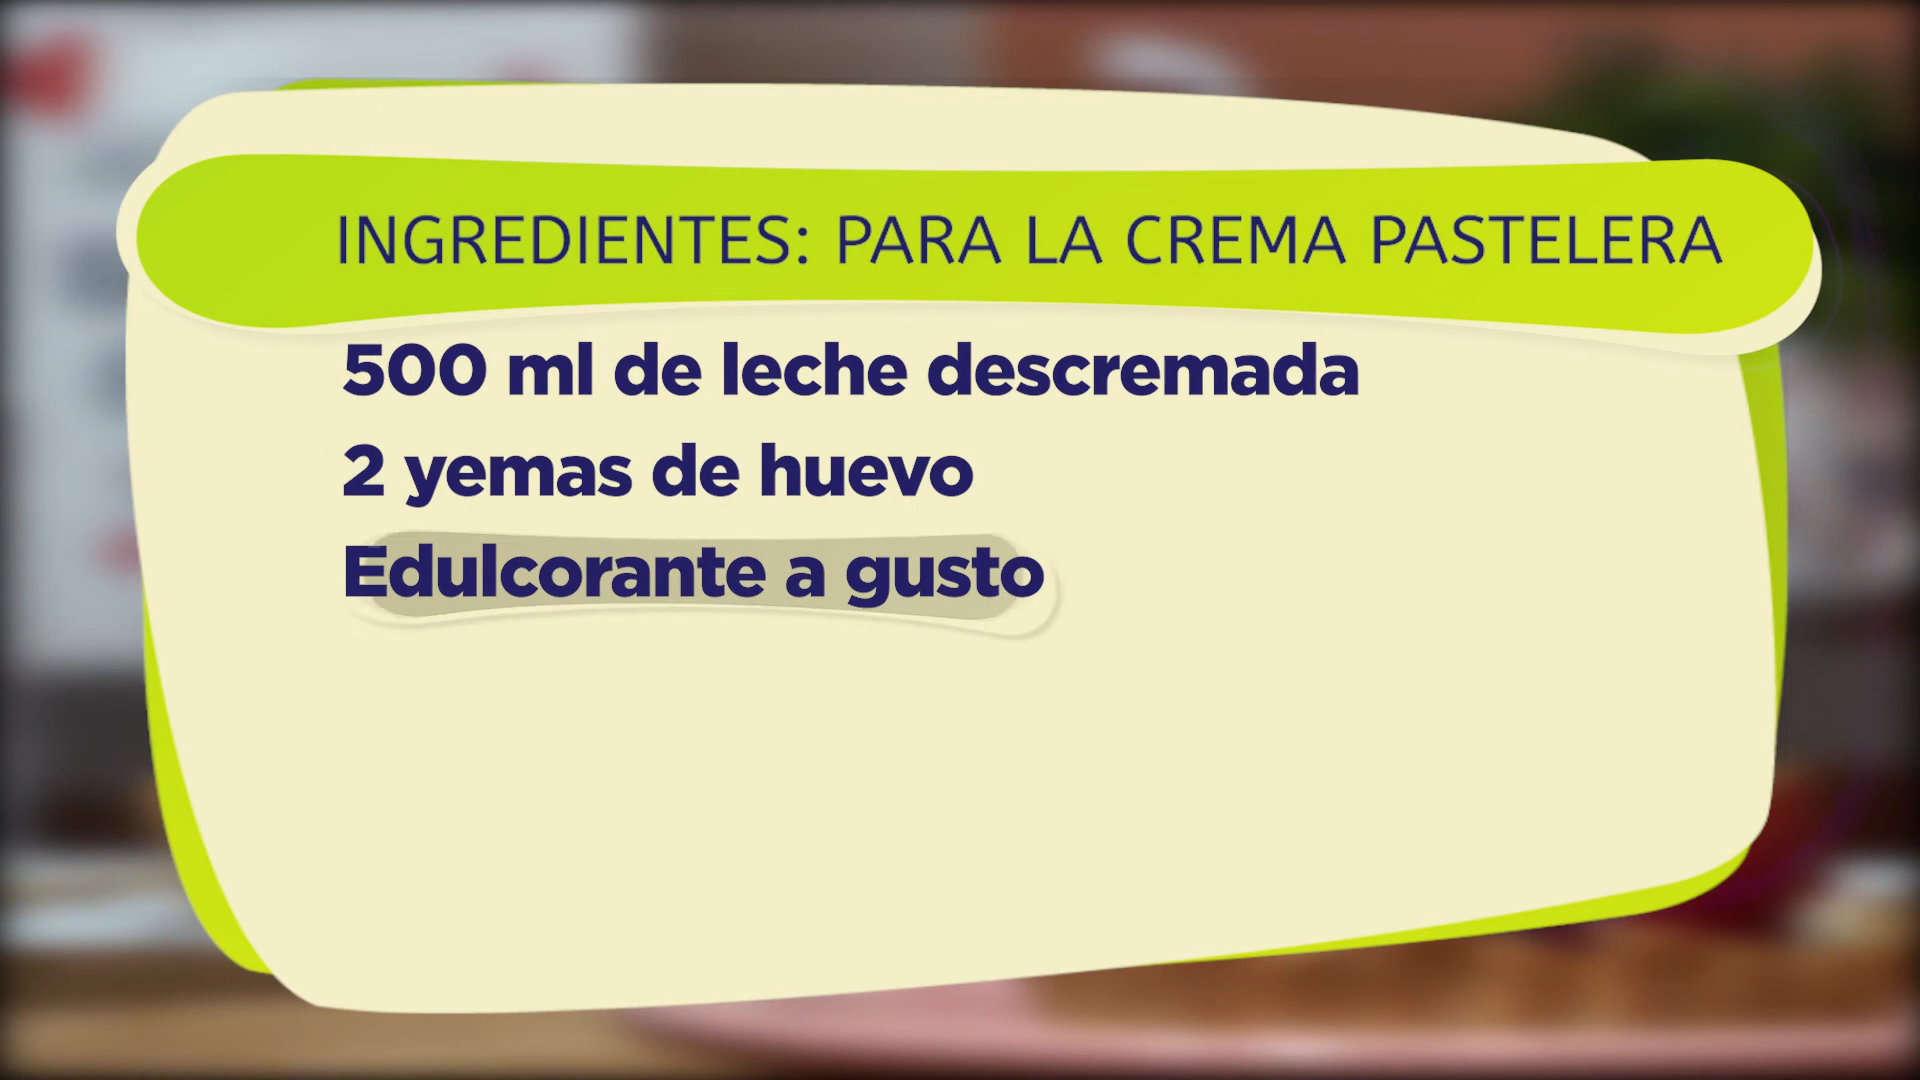 INGREDIENTES: PARA LA CREMA PASTELERA
500 ml de leche descremada
2 yemas de huevo
Edulcorante a gusto